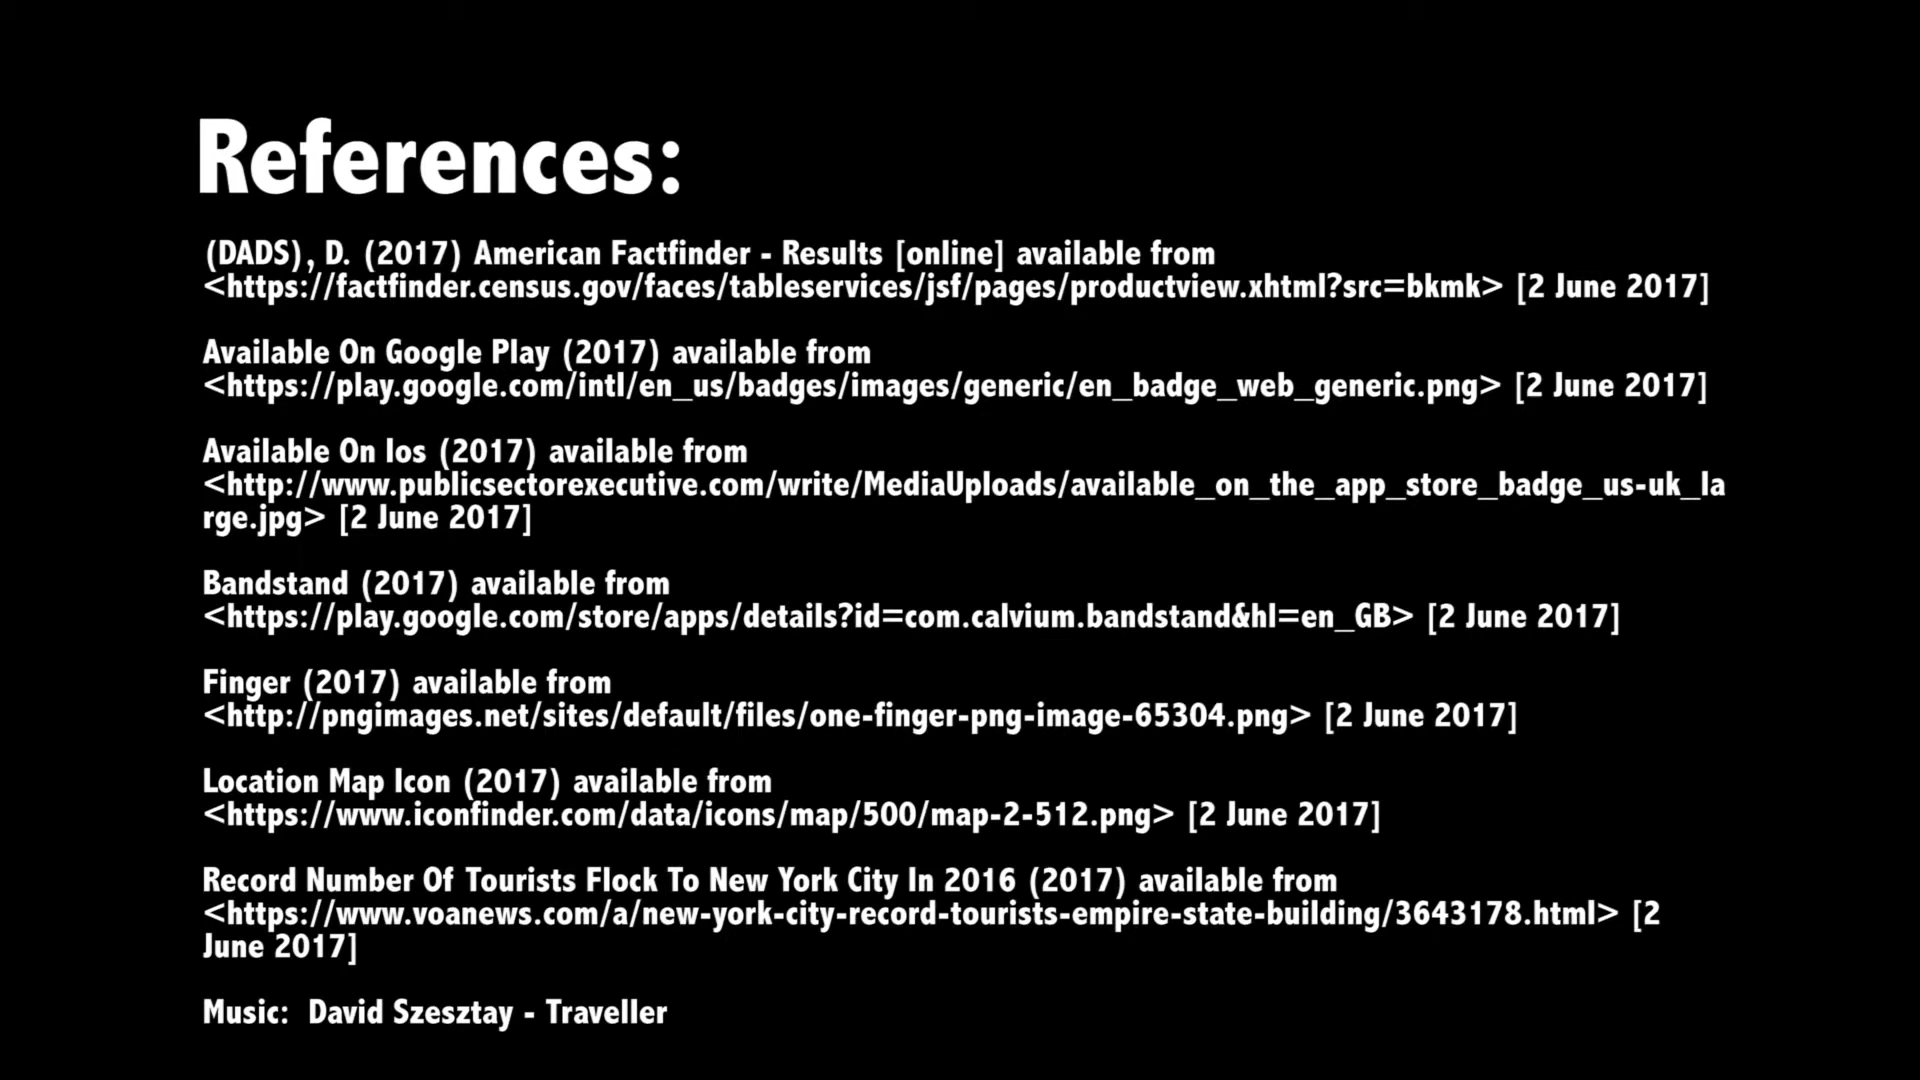 References:
(DADS), D. (2017) American Factfinder - Results [online] available from
<https://factfinder.census.gov/faces/tableservices/jsf/pages/productview.xhtml?src=bkmk> [2 June 2017]
Available On Google Play (2017) available from
<https://play.google.com/intl/en_us/badges/images/generic/en_badge_web_generic.png> [2 June 2017]
Available On Ios (2017) available from
<http://www.publicsectorexecutive.com/write/MediaUploads/available_on_the_app_store_badge_us-uk_la
rge.jpg> [2 June 2017]
Bandstand (2017) available from
<https://play.google.com/store/apps/details?id=com.calvium.bandstand&hl=en_GB> [2 June 2017]
Finger (2017) available from
<http://pngimages.net/sites/default/files/one-finger-png-image-65304.png> [2 June 2017]
Location Map Icon (2017) available from
<https://www.iconfinder.com/data/icons/map/500/map-2-512.png> [2 June 2017]
Record Number Of Tourists Flock To New York City In 2016 (2017) available from
<https://www.voanews.com/a/new-york-city-record-tourists-empire-state-building/3643178.html> [2
June 2017]
Music:  David Szesztay - Traveller